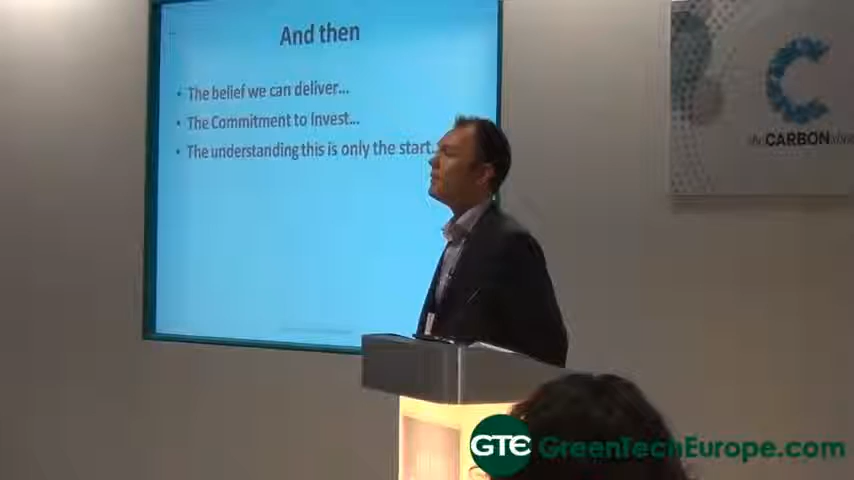 And then
• The belief we can deliver...
• The Commitment to Invest...
• The understanding this is only the start.
CARBON
GTE GreenTechEurope.com